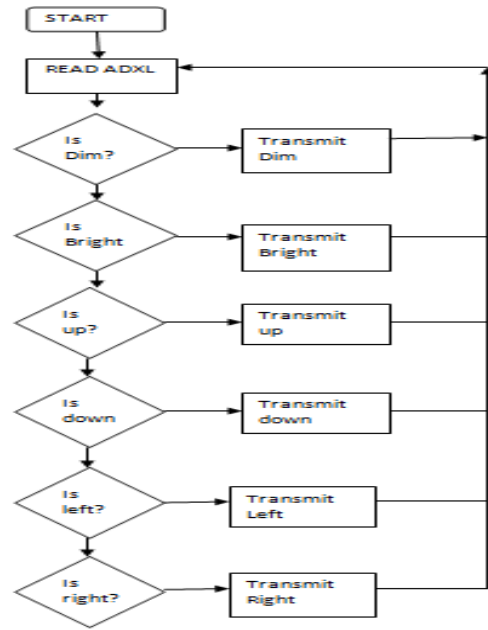 START
READ ADXL
Is
Dim?
Transmit
Dim
Is
Bright
Transmit
Bright
Is
up?
Transmit
up
Is
down
Transmit
down
Is
left?
Transmit
Left
Is
right?
Transmit
Right